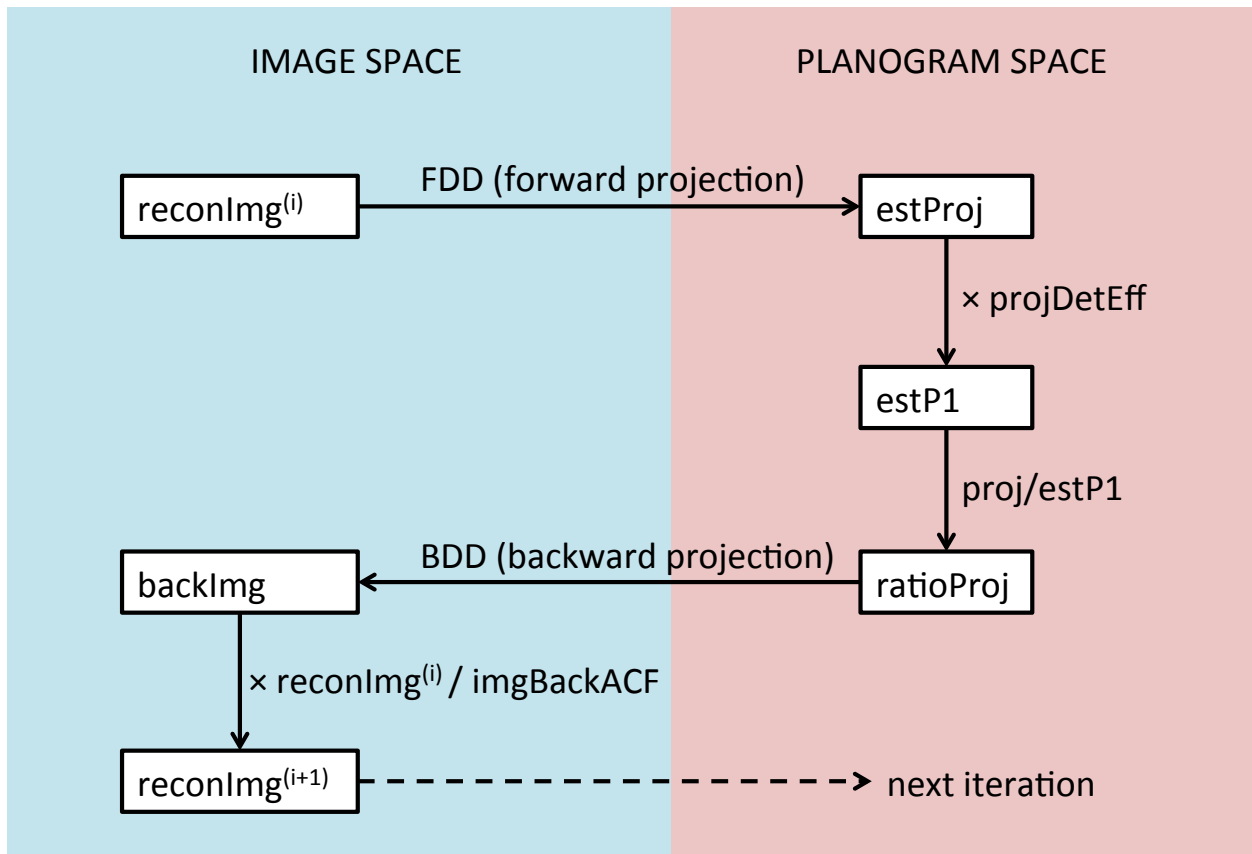 IMAGE SPACE
PLANOGRAM SPACE
FDD (forward projection)
reconImg⁽ⁱ⁾
estProj
× projDetEff
estP1
proj/estP1
BDD (backward projection)
backImg
ratioProj
× reconImg⁽ⁱ⁾ / imgBackACF
reconImg⁽ⁱ⁺¹⁾
next iteration